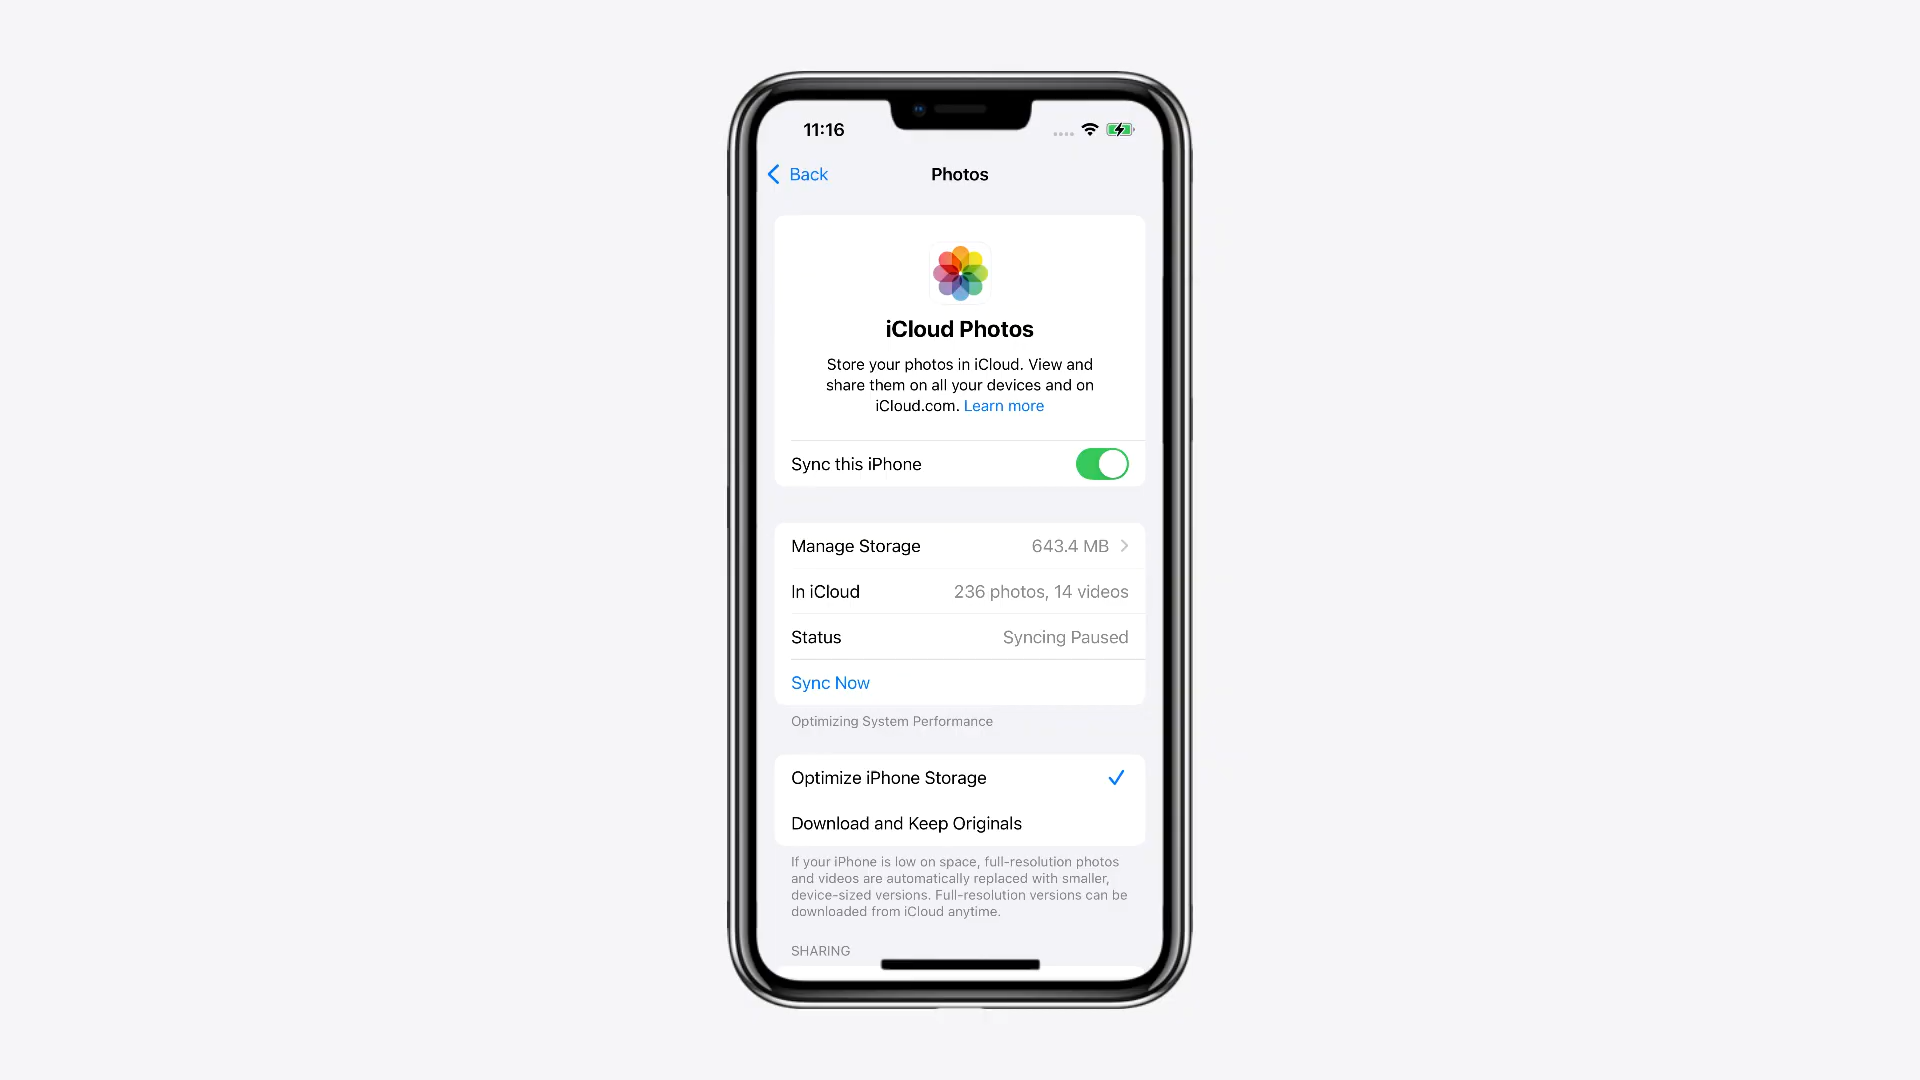 11:16
Back
Photos
iCloud Photos
Store your photos in iCloud. View and
share them on all your devices and on
iCloud.com. Learn more
Sync this iPhone
Manage Storage 643.4 MB
In iCloud 236 photos, 14 videos
Status Syncing Paused
Sync Now
Optimizing System Performance
Optimize iPhone Storage
Download and Keep Originals
If your iPhone is low on space, full-resolution photos
and videos are automatically replaced with smaller,
device-sized versions. Full-resolution versions can be
downloaded from iCloud anytime.
SHARING